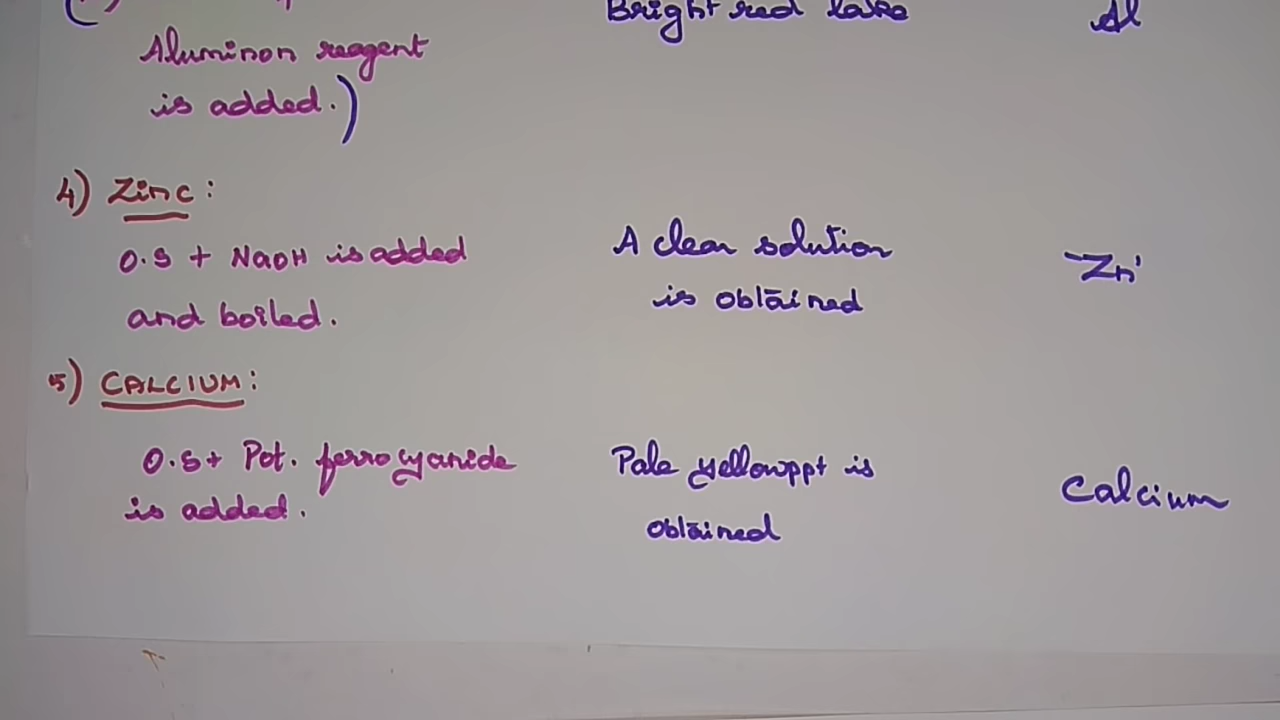 Bright red lake Al
Aluminon reagent
is added.)
4) Zinc:
O.S + NaOH is added A clear solution Zn
and boiled. is obtained
5) CALCIUM:
O.S + Pot. ferrocyanide Pale yellow ppt is Calcium
is added. obtained